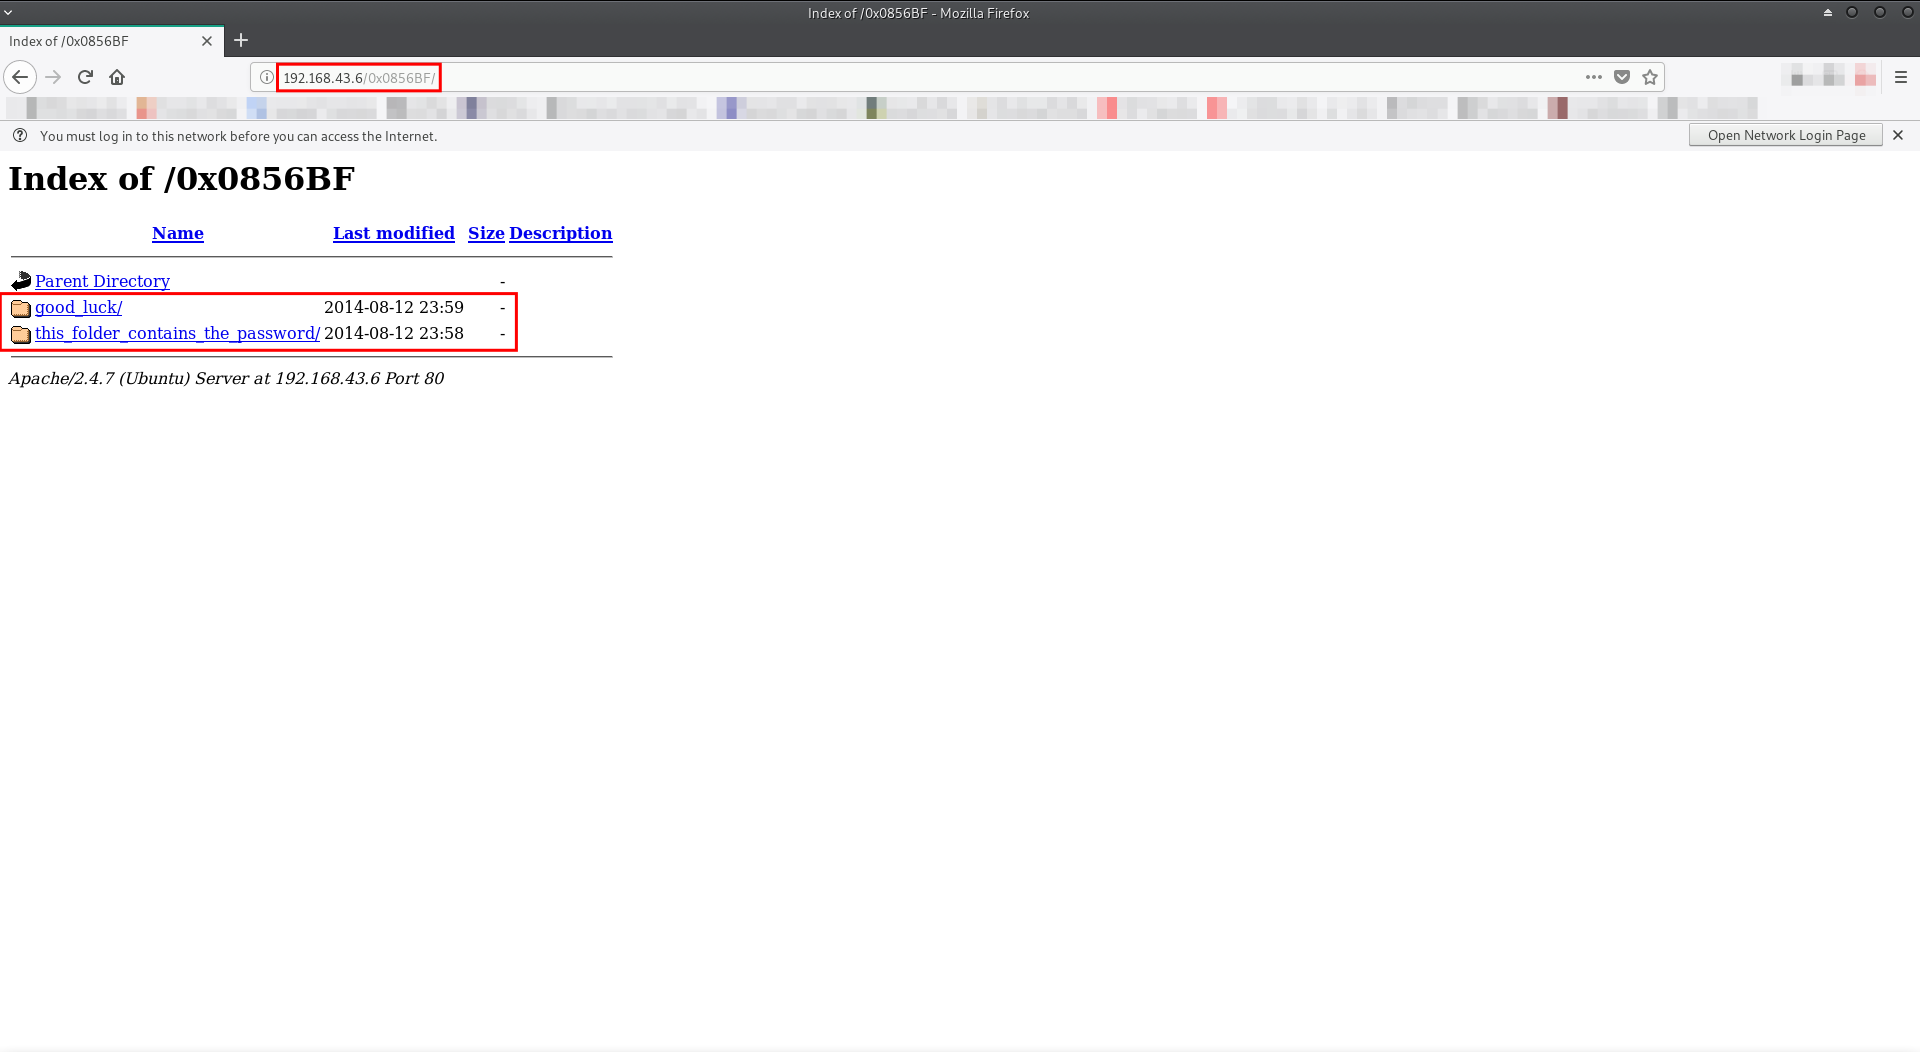 Index of /0x0856BF - Mozilla Firefox
Index of /0x0856BF
192.168.43.6/0x0856BF/
You must log in to this network before you can access the Internet. Open Network Login Page
Index of /0x0856BF
Name Last modified Size Description
Parent Directory -
good_luck/ 2014-08-12 23:59 -
this_folder_contains_the_password/ 2014-08-12 23:58 -
Apache/2.4.7 (Ubuntu) Server at 192.168.43.6 Port 80